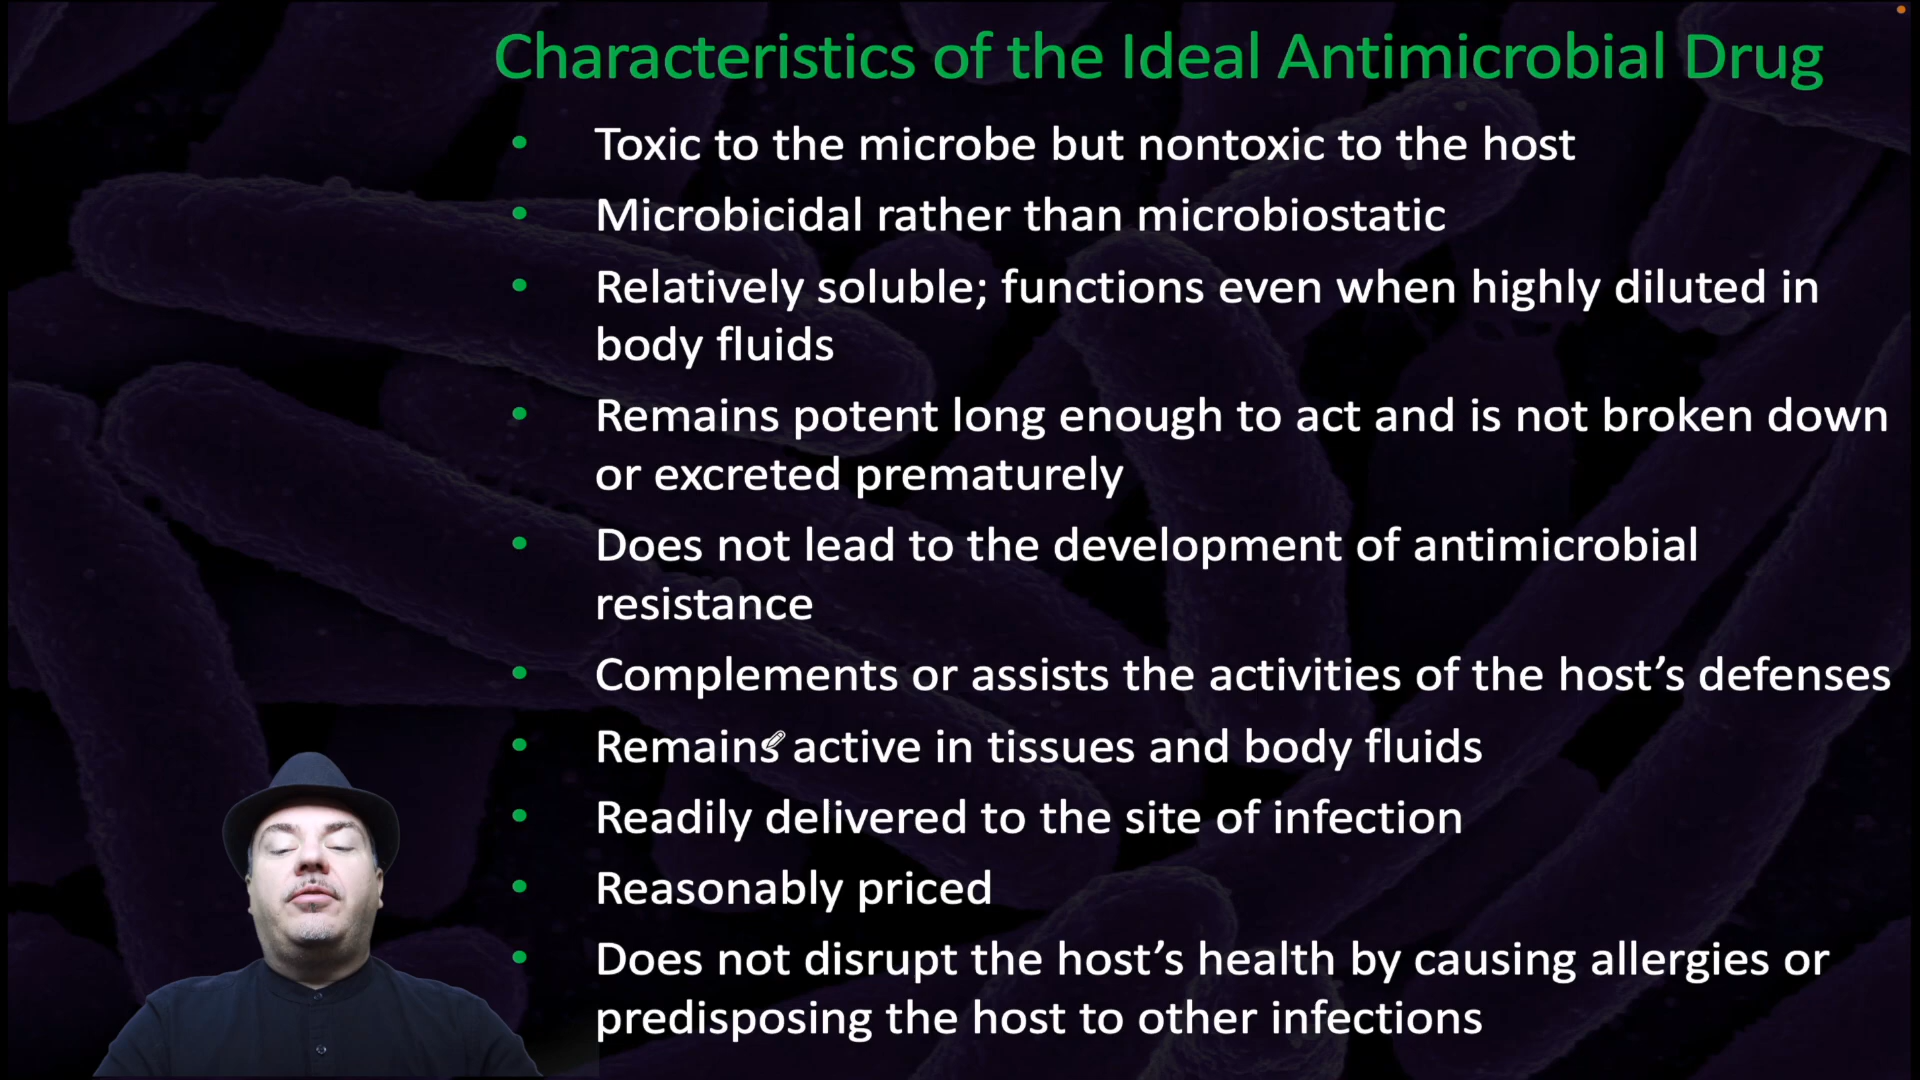 Characteristics of the Ideal Antimicrobial Drug
• Toxic to the microbe but nontoxic to the host
• Microbicidal rather than microbiostatic
• Relatively soluble; functions even when highly diluted in
body fluids
• Remains potent long enough to act and is not broken down
or excreted prematurely
• Does not lead to the development of antimicrobial
resistance
• Complements or assists the activities of the host’s defenses
• Remains active in tissues and body fluids
• Readily delivered to the site of infection
• Reasonably priced
• Does not disrupt the host’s health by causing allergies or
predisposing the host to other infections